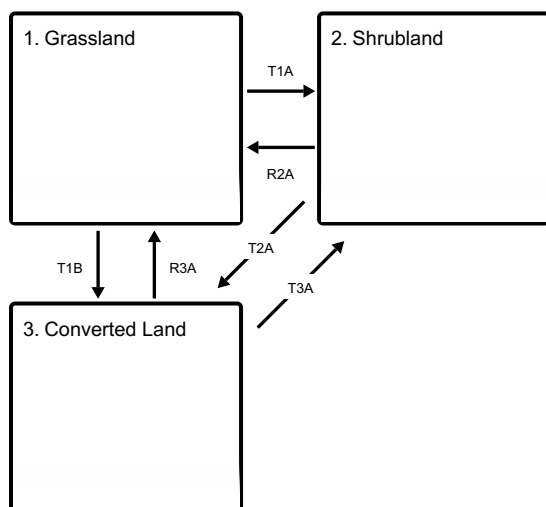 1. Grassland
2. Shrubland
T1A
R2A
T1B
R3A
T2A
T3A
3. Converted Land